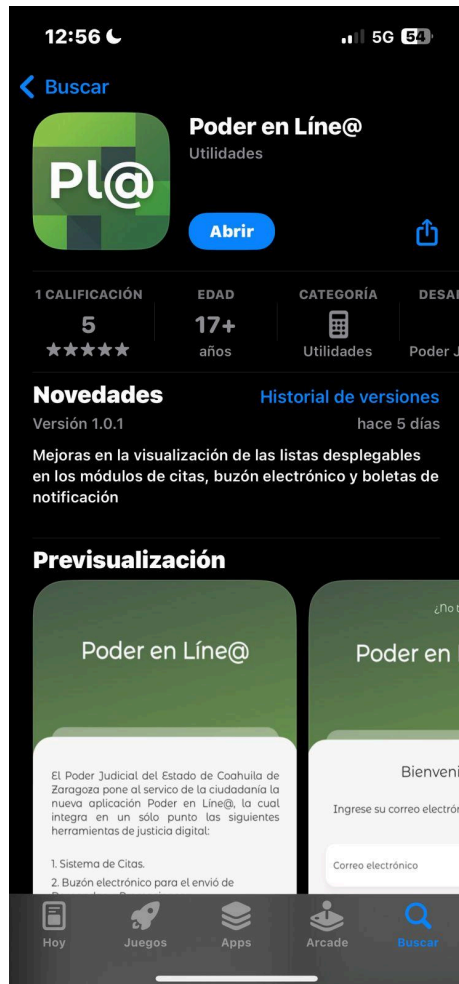 12:56
5G 54
Buscar
Pl@
Poder en Líne@
Utilidades
Abrir
1 CALIFICACIÓN
5
EDAD
17+
años
CATEGORÍA
Utilidades
Poder
Novedades
Historial de versiones
Versión 1.0.1
hace 5 días
Mejoras en la visualización de las listas desplegables
en los módulos de citas, buzón electrónico y boletas de
notificación
Previsualización
Poder en Líne@
El Poder Judicial del Estado de Coahuila de
Zaragoza pone al servico de la ciudadanía la
nueva aplicación Poder en Líne@, la cual
integra en un sólo punto las siguientes
herramientas de justicia digital:
1. Sistema de Citas.
2. Buzón electrónico para el envió de
¿No
Poder en
Bienveni
Ingrese su correo electrón
Correo electrónico
Hoy
Juegos
Apps
Arcade
Buscar